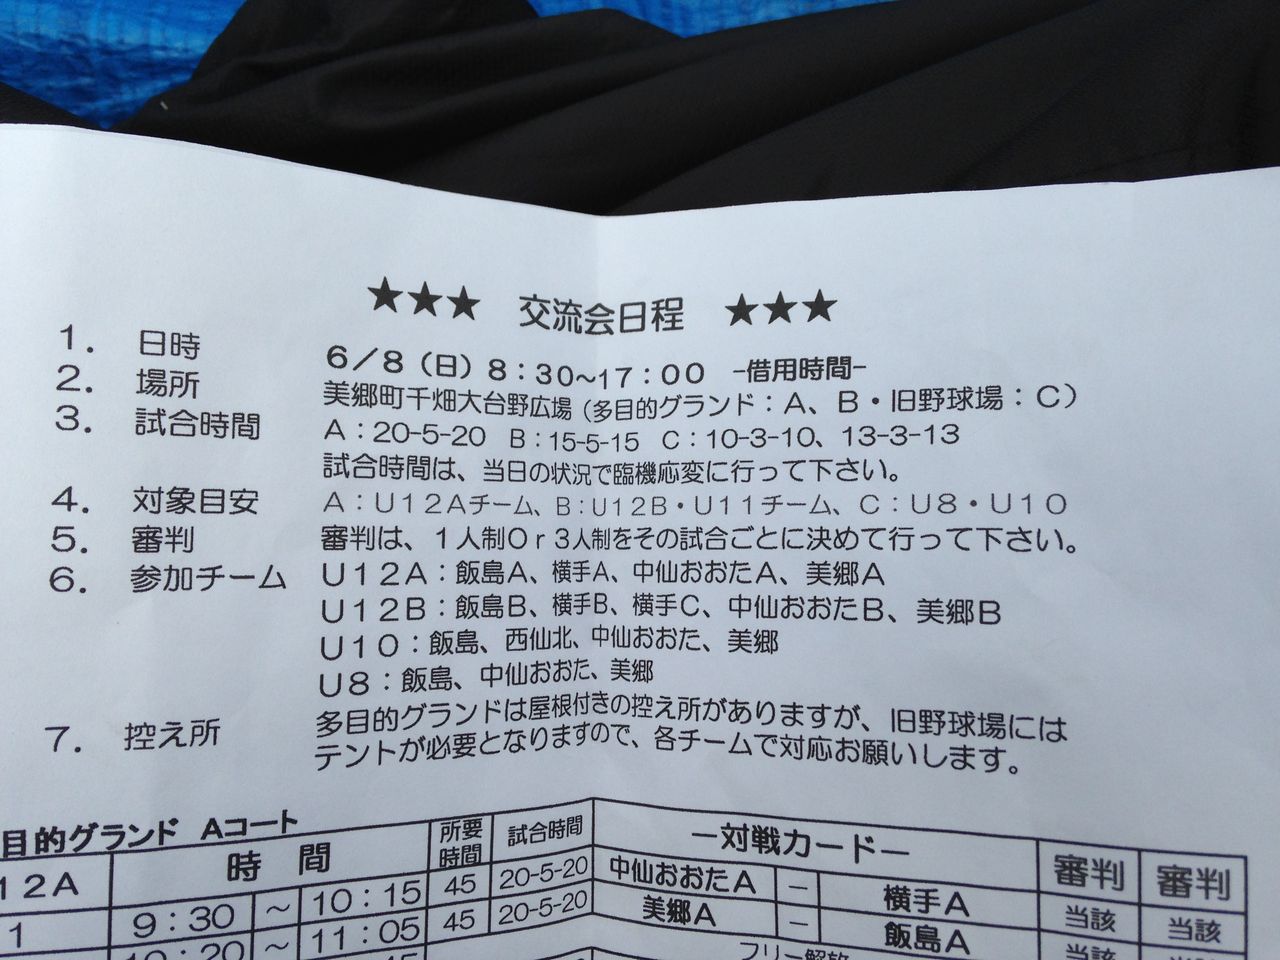 ★★★ 交流会日程 ★★★
1. 日時 6/8（日）8：30～17：00 -借用時間-
2. 場所 美郷町千畑大台野広場（多目的グランド：A、B・旧野球場：C）
3. 試合時間 A：20-5-20 B：15-5-15 C：10-3-10、13-3-13
試合時間は、当日の状況で臨機応変に行って下さい。
4. 対象目安 A：U12Aチーム、B：U12B・U11チーム、C：U8・U10
5. 審判 審判は、1人制Or3人制をその試合ごとに決めて行って下さい。
6. 参加チーム U12A：飯島A、横手A、中仙おおたA、美郷A
U12B：飯島B、横手B、横手C、中仙おおたB、美郷B
U10：飯島、西仙北、中仙おおた、美郷
U8：飯島、中仙おおた、美郷
7. 控え所 多目的グランドは屋根付きの控え所がありますが、旧野球場には
テントが必要となりますので、各チームで対応お願いします。
目的グランド Aコート
12A 時間 所要時間 試合時間 －対戦カード－ 審判 審判
1 9：30 ～ 10：15 45 20-5-20 中仙おおたA － 横手A 当該 当該
10：20 ～ 11：05 45 20-5-20 美郷A － 飯島A 当該 当該
フリー解放